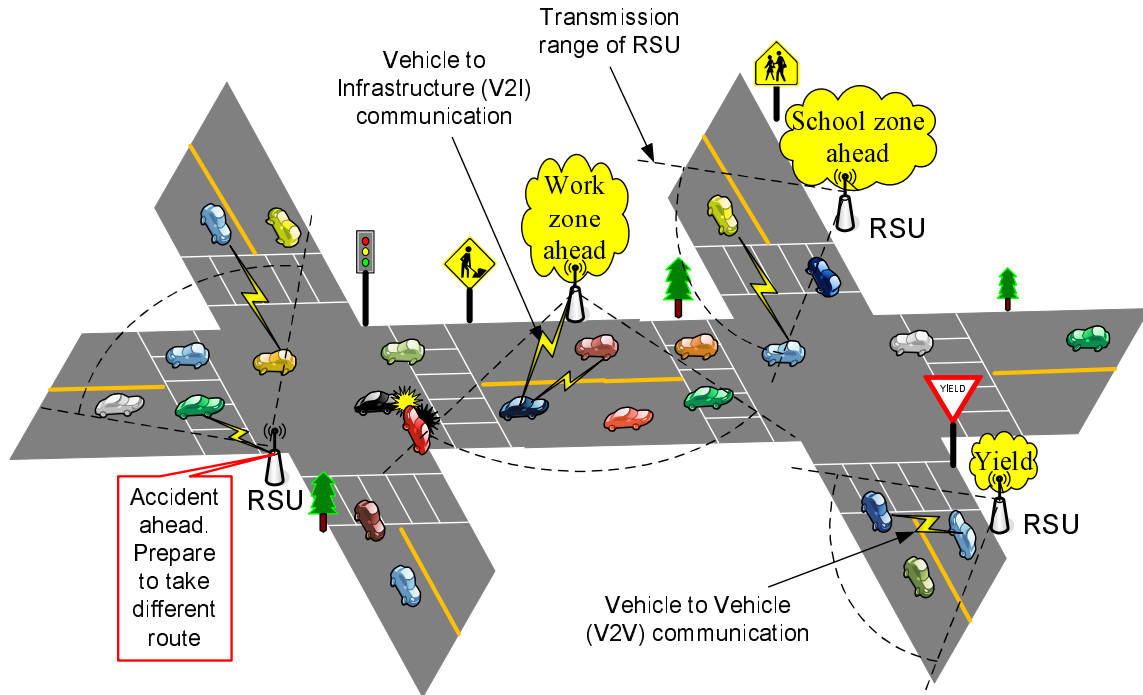 Transmission
range of RSU
Vehicle to
Infrastructure (V2I)
communication
School zone
ahead
RSU
Work
zone
ahead
YIELD
Yield
RSU
RSU
Accident
ahead.
Prepare
to take
different
route
Vehicle to Vehicle
(V2V) communication